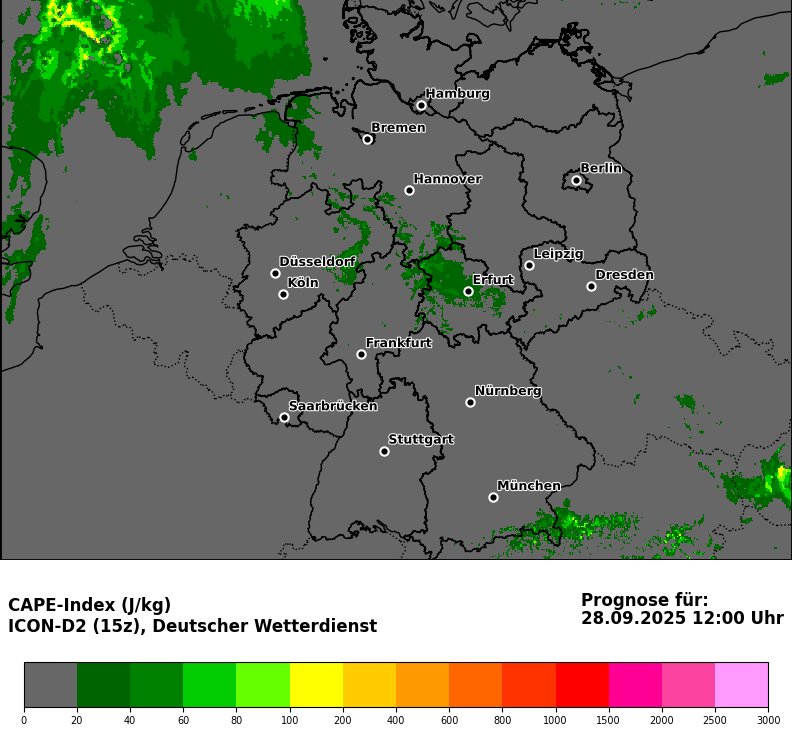 Hamburg
Bremen
Berlin
Hannover
Leipzig
Düsseldorf
Dresden
Köln
Erfurt
Frankfurt
Nürnberg
Saarbrücken
Stuttgart
München
CAPE-Index (J/kg)
ICON-D2 (15z), Deutscher Wetterdienst
Prognose für:
28.09.2025 12:00 Uhr
0 20 40 60 80 100 200 400 600 800 1000 1500 2000 2500 3000